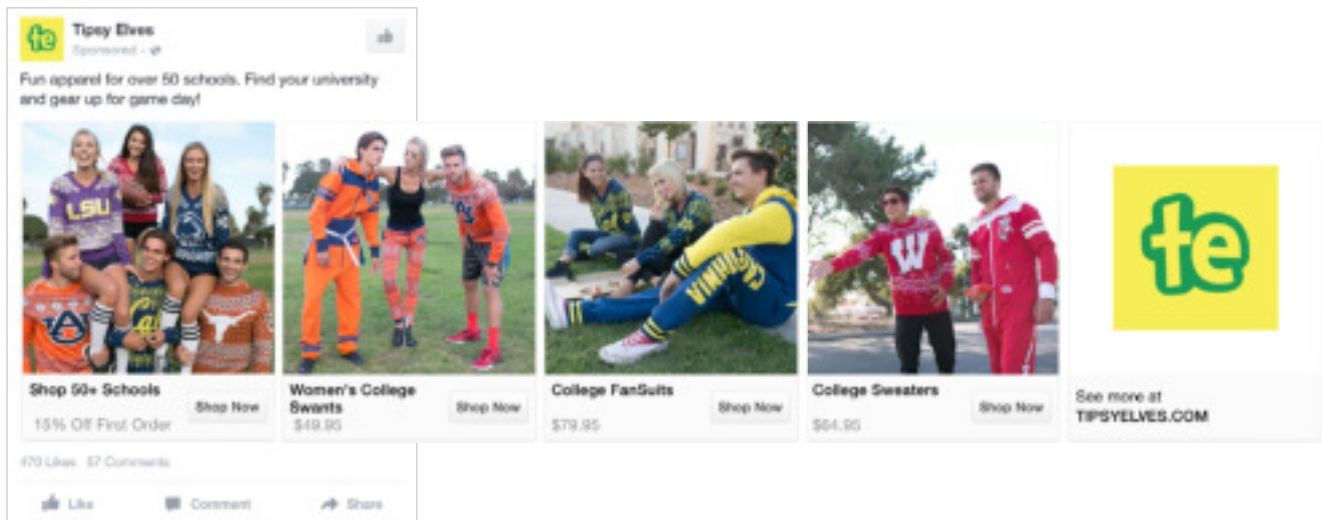 te
Tipsy Elves
Sponsored ·
Fun apparel for over 50 schools. Find your university
and gear up for game day!
LSU
Cal
W
CALIFORNIA
Shop 50+ Schools
15% Off First Order
Shop Now
Women's College
Swants
$49.95
Shop Now
College FanSuits
$79.95
Shop Now
College Sweaters
$64.95
Shop Now
te
See more at
TIPSYELVES.COM
470 Likes 57 Comments
Like
Comment
Share